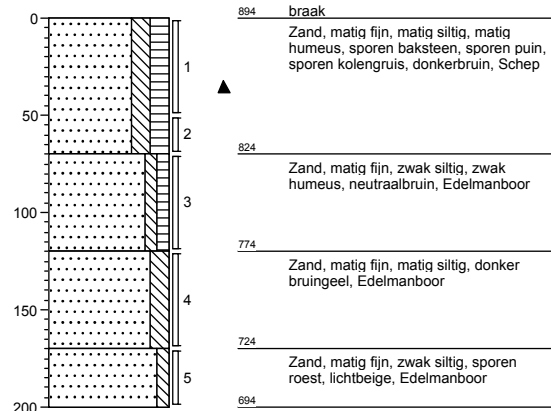 0
50
100
150
200
1
2
3
4
5
894
braak
Zand, matig fijn, matig siltig, matig
humeus, sporen baksteen, sporen puin,
sporen kolengruis, donkerbruin, Schep
824
Zand, matig fijn, zwak siltig, zwak
humeus, neutraalbruin, Edelmanboor
774
Zand, matig fijn, matig siltig, donker
bruingeel, Edelmanboor
724
Zand, matig fijn, zwak siltig, sporen
roest, lichtbeige, Edelmanboor
694